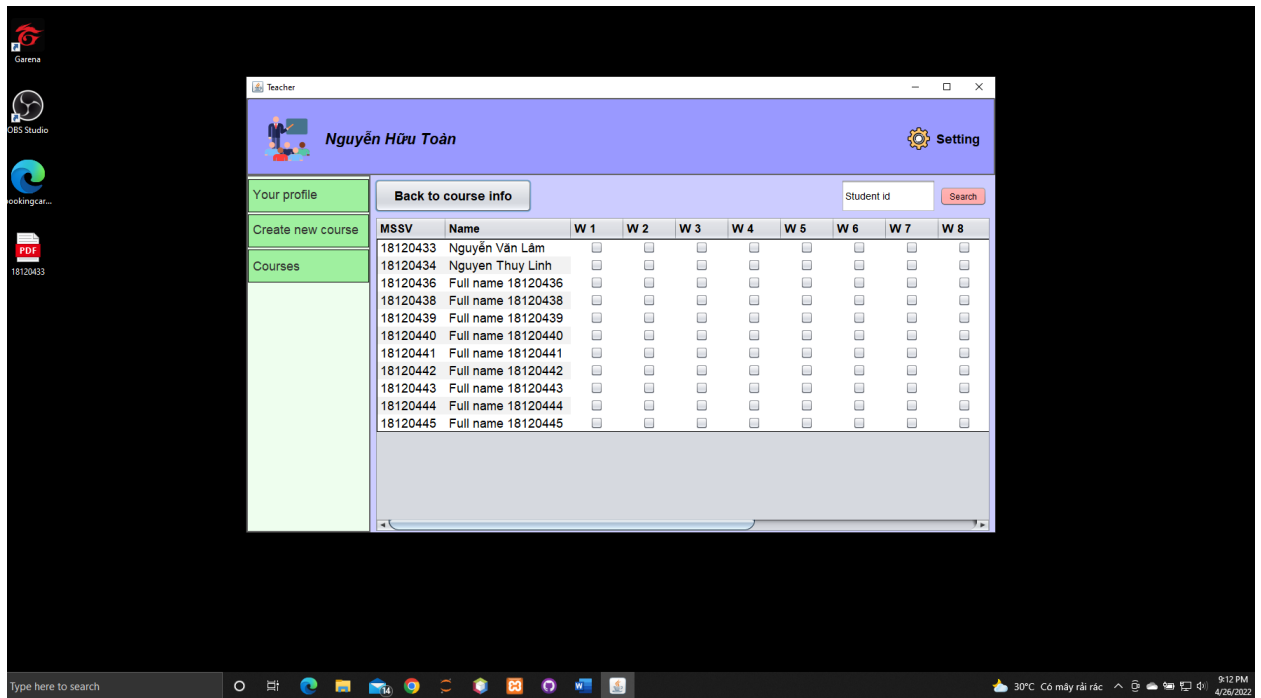 Garena
OBS Studio
ookingcar...
PDF
18120433
Teacher
Nguyễn Hữu Toàn
Setting
Your profile
Create new course
Courses
Back to course info
Student id
Search
MSSV Name W 1 W 2 W 3 W 4 W 5 W 6 W 7 W 8
18120433 Nguyễn Văn Lâm
18120434 Nguyen Thuy Linh
18120436 Full name 18120436
18120438 Full name 18120438
18120439 Full name 18120439
18120440 Full name 18120440
18120441 Full name 18120441
18120442 Full name 18120442
18120443 Full name 18120443
18120444 Full name 18120444
18120445 Full name 18120445
Type here to search
14
30°C Có mây rải rác
9:12 PM
4/26/2022